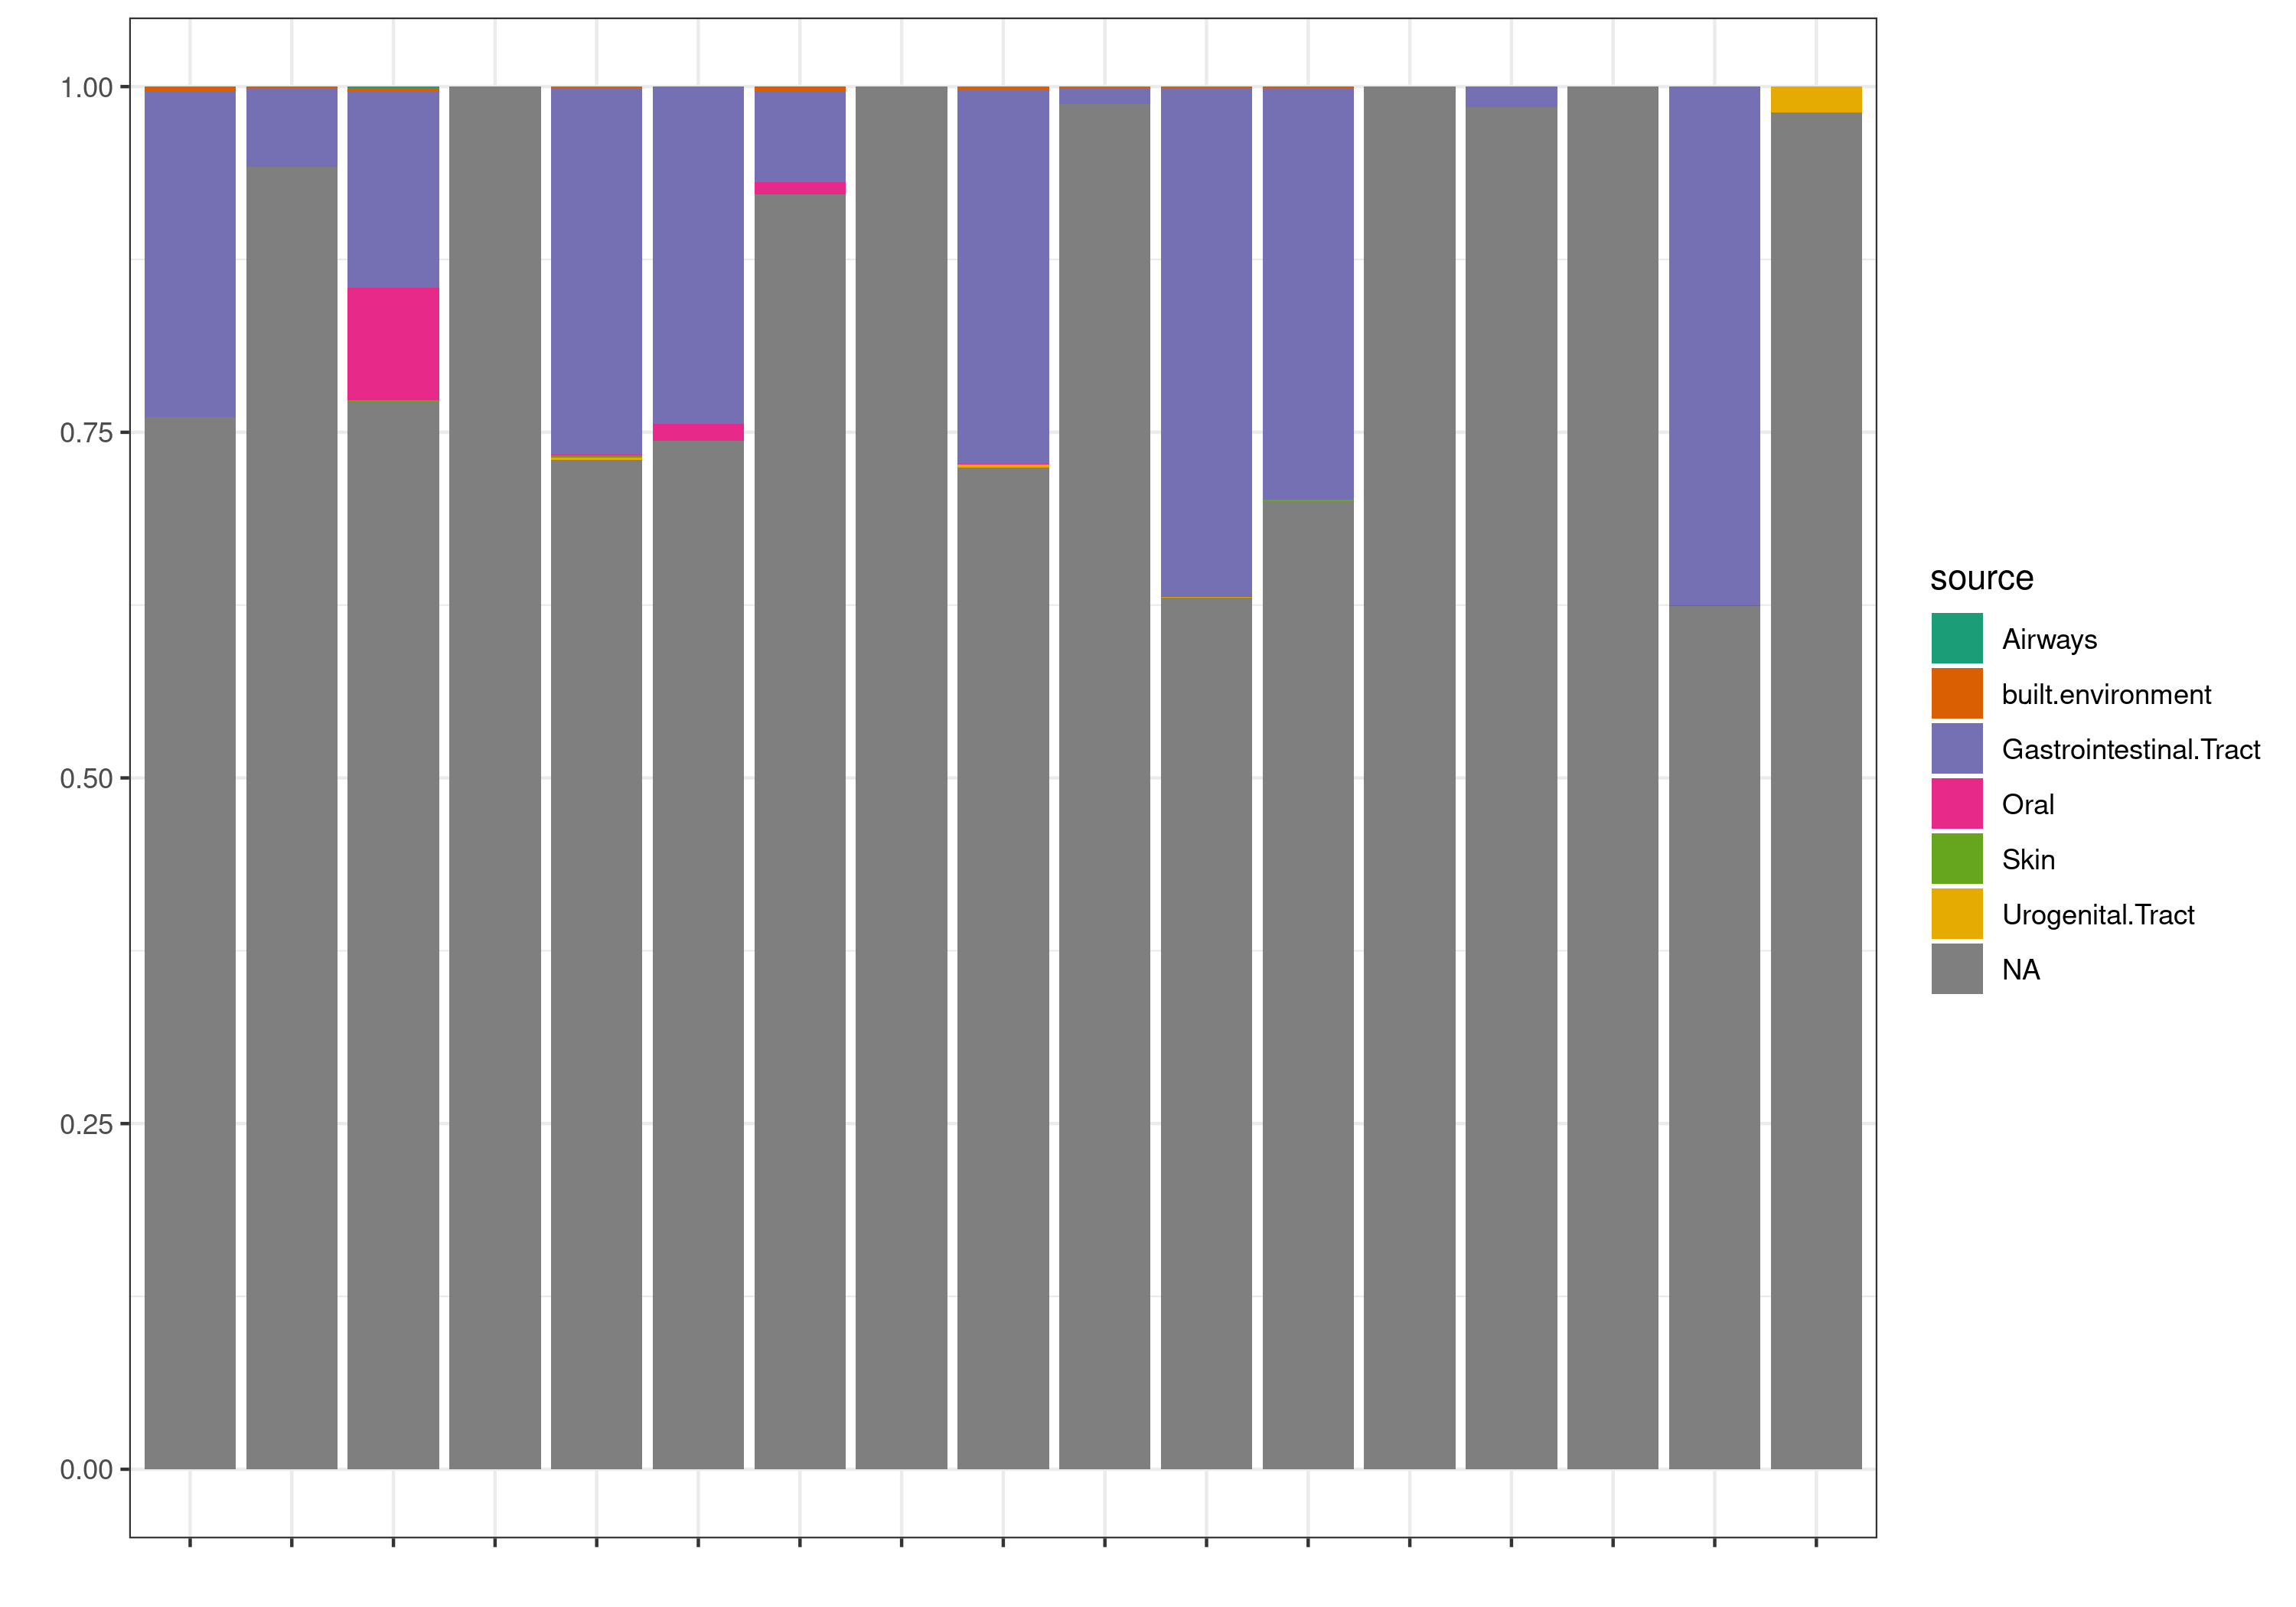 1.00
0.75
0.50
0.25
0.00
source
Airways
built.environment
Gastrointestinal.Tract
Oral
Skin
Urogenital.Tract
NA